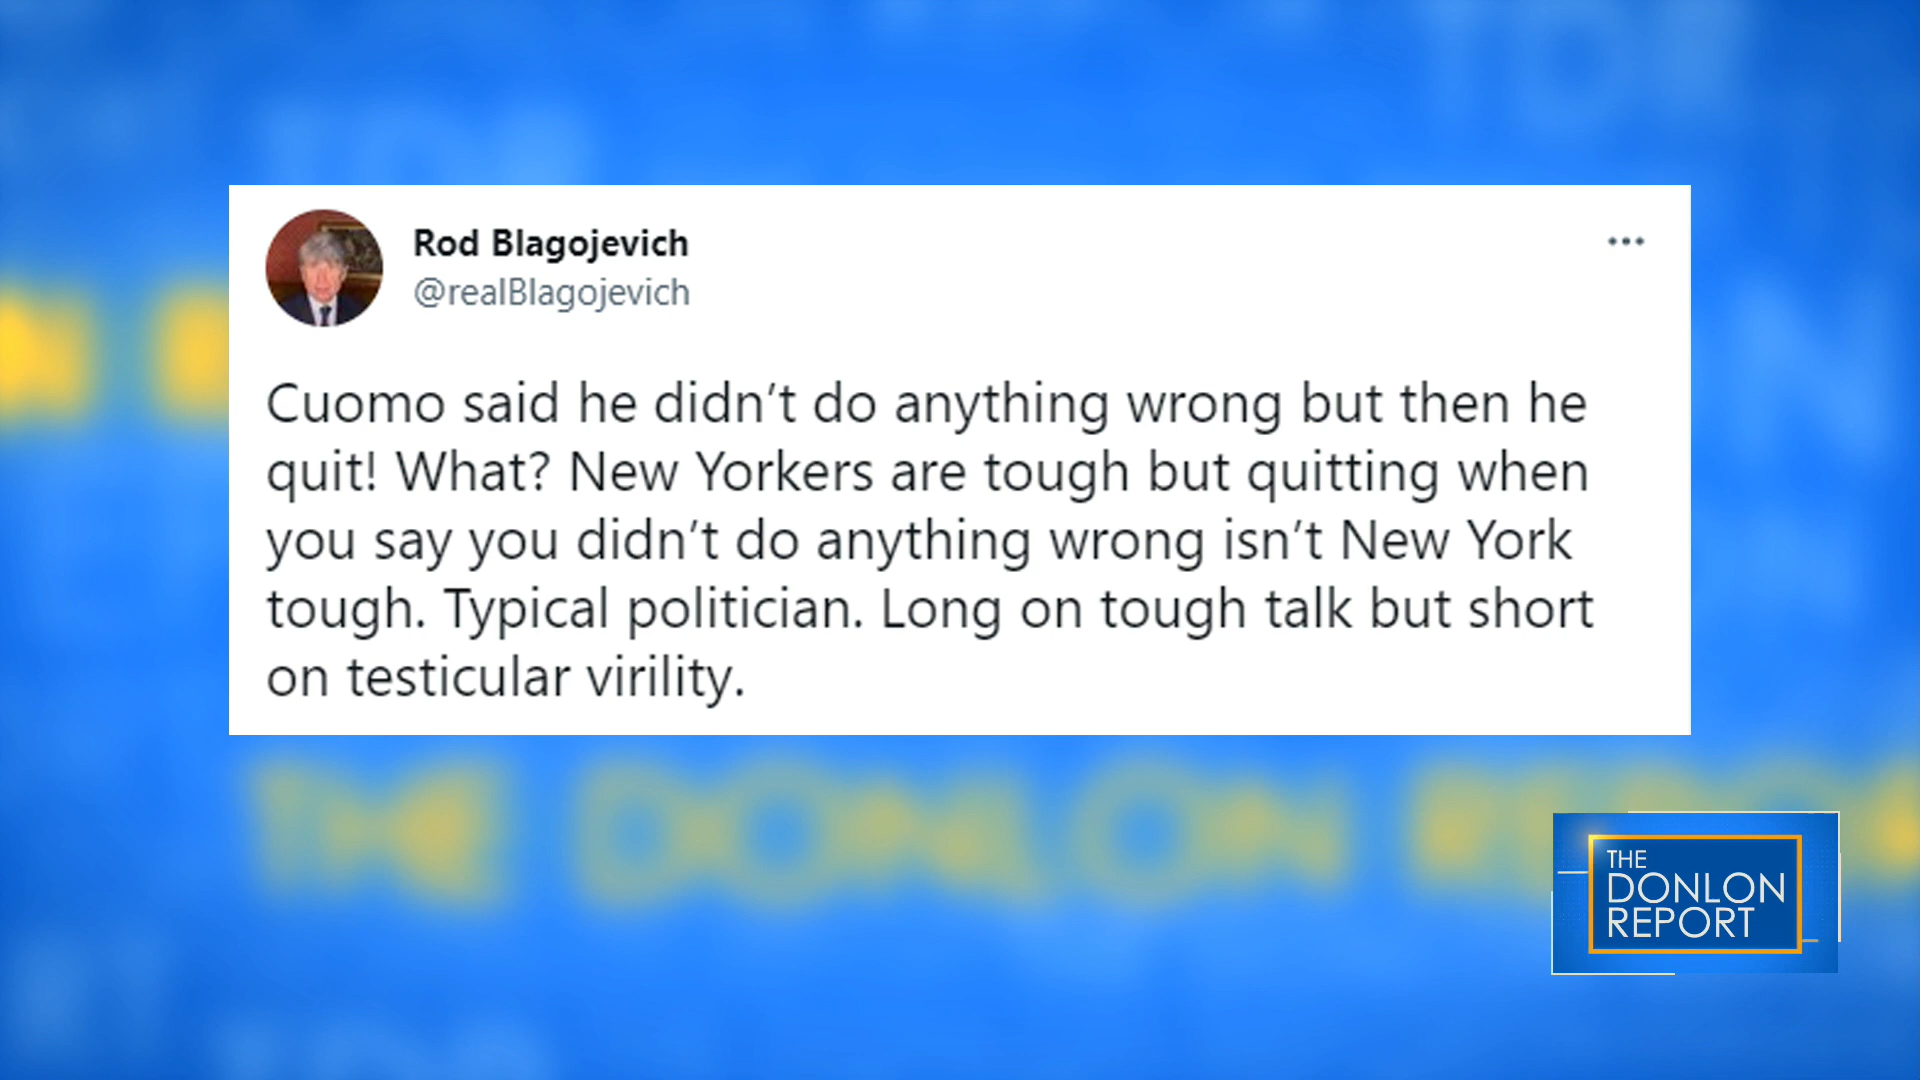 Rod Blagojevich
@realBlagojevich
Cuomo said he didn’t do anything wrong but then he
quit! What? New Yorkers are tough but quitting when
you say you didn’t do anything wrong isn’t New York
tough. Typical politician. Long on tough talk but short
on testicular virility.
THE DONLON
THE
DONLON
REPORT